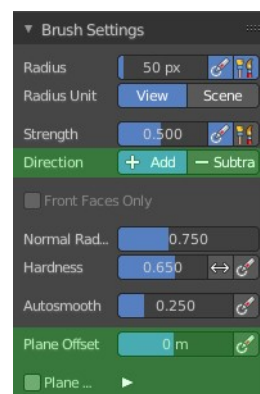 Brush Settings
Radius 50 px
Radius Unit View Scene
Strength 0.500
Direction + Add — Subtra
Front Faces Only
Normal Rad... 0.750
Hardness 0.650
Autosmooth 0.250
Plane Offset 0 m
Plane ...